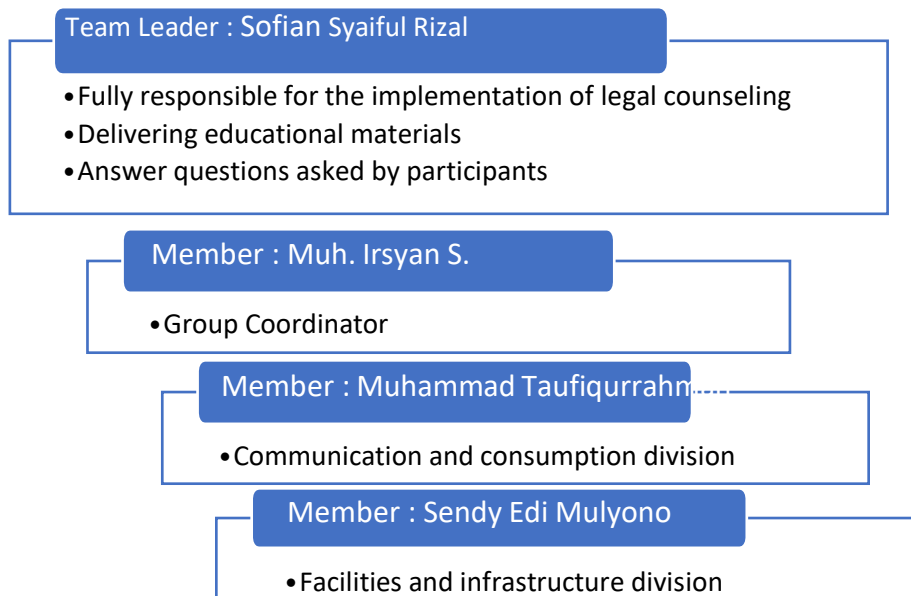 Team Leader : Sofian Syaiful Rizal
•Fully responsible for the implementation of legal counseling
•Delivering educational materials
•Answer questions asked by participants
Member : Muh. Irsyan S.
•Group Coordinator
Member : Muhammad Taufiqurrahman
•Communication and consumption division
Member : Sendy Edi Mulyono
•Facilities and infrastructure division